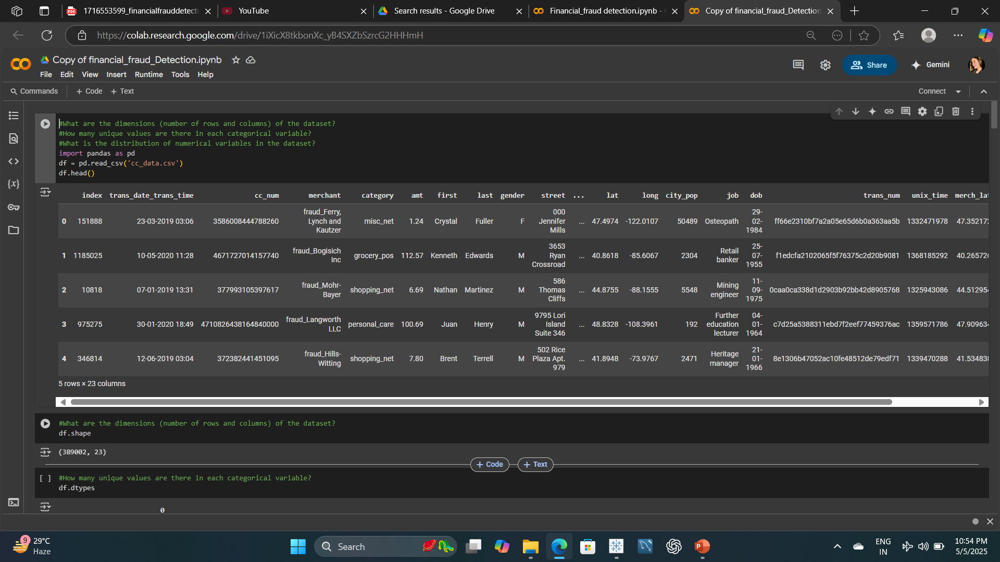 1716553599_financialfrauddetecti
YouTube
Search results - Google Drive
Financial_fraud detection.ipynb -
Copy of financial_fraud_Detection
https://colab.research.google.com/drive/1iXicX8tkbonXc_yB4SXZbSzrcG2HHHmH
Copy of financial_fraud_Detection.ipynb
File Edit View Insert Runtime Tools Help
Share
Gemini
Commands + Code + Text
Connect
#What are the dimensions (number of rows and columns) of the dataset?
#How many unique values are there in each categorical variable?
#What is the distribution of numerical variables in the dataset?
import pandas as pd
df = pd.read_csv('cc_data.csv')
df.head()
index trans_date_trans_time cc_num merchant category amt first last gender street ... lat long city_pop job dob trans_num unix_time merch_lat
0 151888 23-03-2019 03:06 3586008444788260 fraud_Ferry, Lynch and Kautzer misc_net 1.24 Crystal Fuller F 000 Jennifer Mills ... 47.4974 -122.0107 50489 Osteopath 29-02-1984 ff66e2310bf7a2a05e65d6b0a363aa5b 1332471978 47.352172
1 1185025 10-05-2020 11:28 4671727014157740 fraud_Bogisich Inc grocery_pos 112.57 Kenneth Edwards M 3653 Ryan Crossroad ... 40.8618 -85.6067 2304 Retail banker 25-07-1955 f1edcfa2102065f5f76375c2d20b9081 1368185292 40.265726
2 10818 07-01-2019 13:31 377993105397617 fraud_Mohr-Bayer shopping_net 6.69 Nathan Martinez M 586 Thomas Cliffs ... 44.8755 -88.1555 5548 Mining engineer 11-09-1975 0caa0ca338d1d2903b92bb42d8905768 1325943086 44.512954
3 975275 30-01-2020 18:49 4710826438164840000 fraud_Langworth LLC personal_care 100.69 Juan Henry M 9795 Lori Island Suite 346 ... 48.8328 -108.3961 192 Further education lecturer 04-01-1964 c7d25a5388311ebd7f2eef77459376ac 1359571786 47.909634
4 346814 12-06-2019 03:04 372382441451095 fraud_Hills-Witting shopping_net 7.80 Brent Terrell M 502 Rice Plaza Apt. 979 ... 41.8948 -73.9767 2471 Heritage manager 21-01-1966 8e1306b47052ac10fe48512de79edf71 1339470288 41.534838
5 rows × 23 columns
#What are the dimensions (number of rows and columns) of the dataset?
df.shape
(389002, 23)
+ Code + Text
[ ] #How many unique values are there in each categorical variable?
df.dtypes
0
9 29°C
Haze
Search
ENG
IN
10:54 PM
5/5/2025